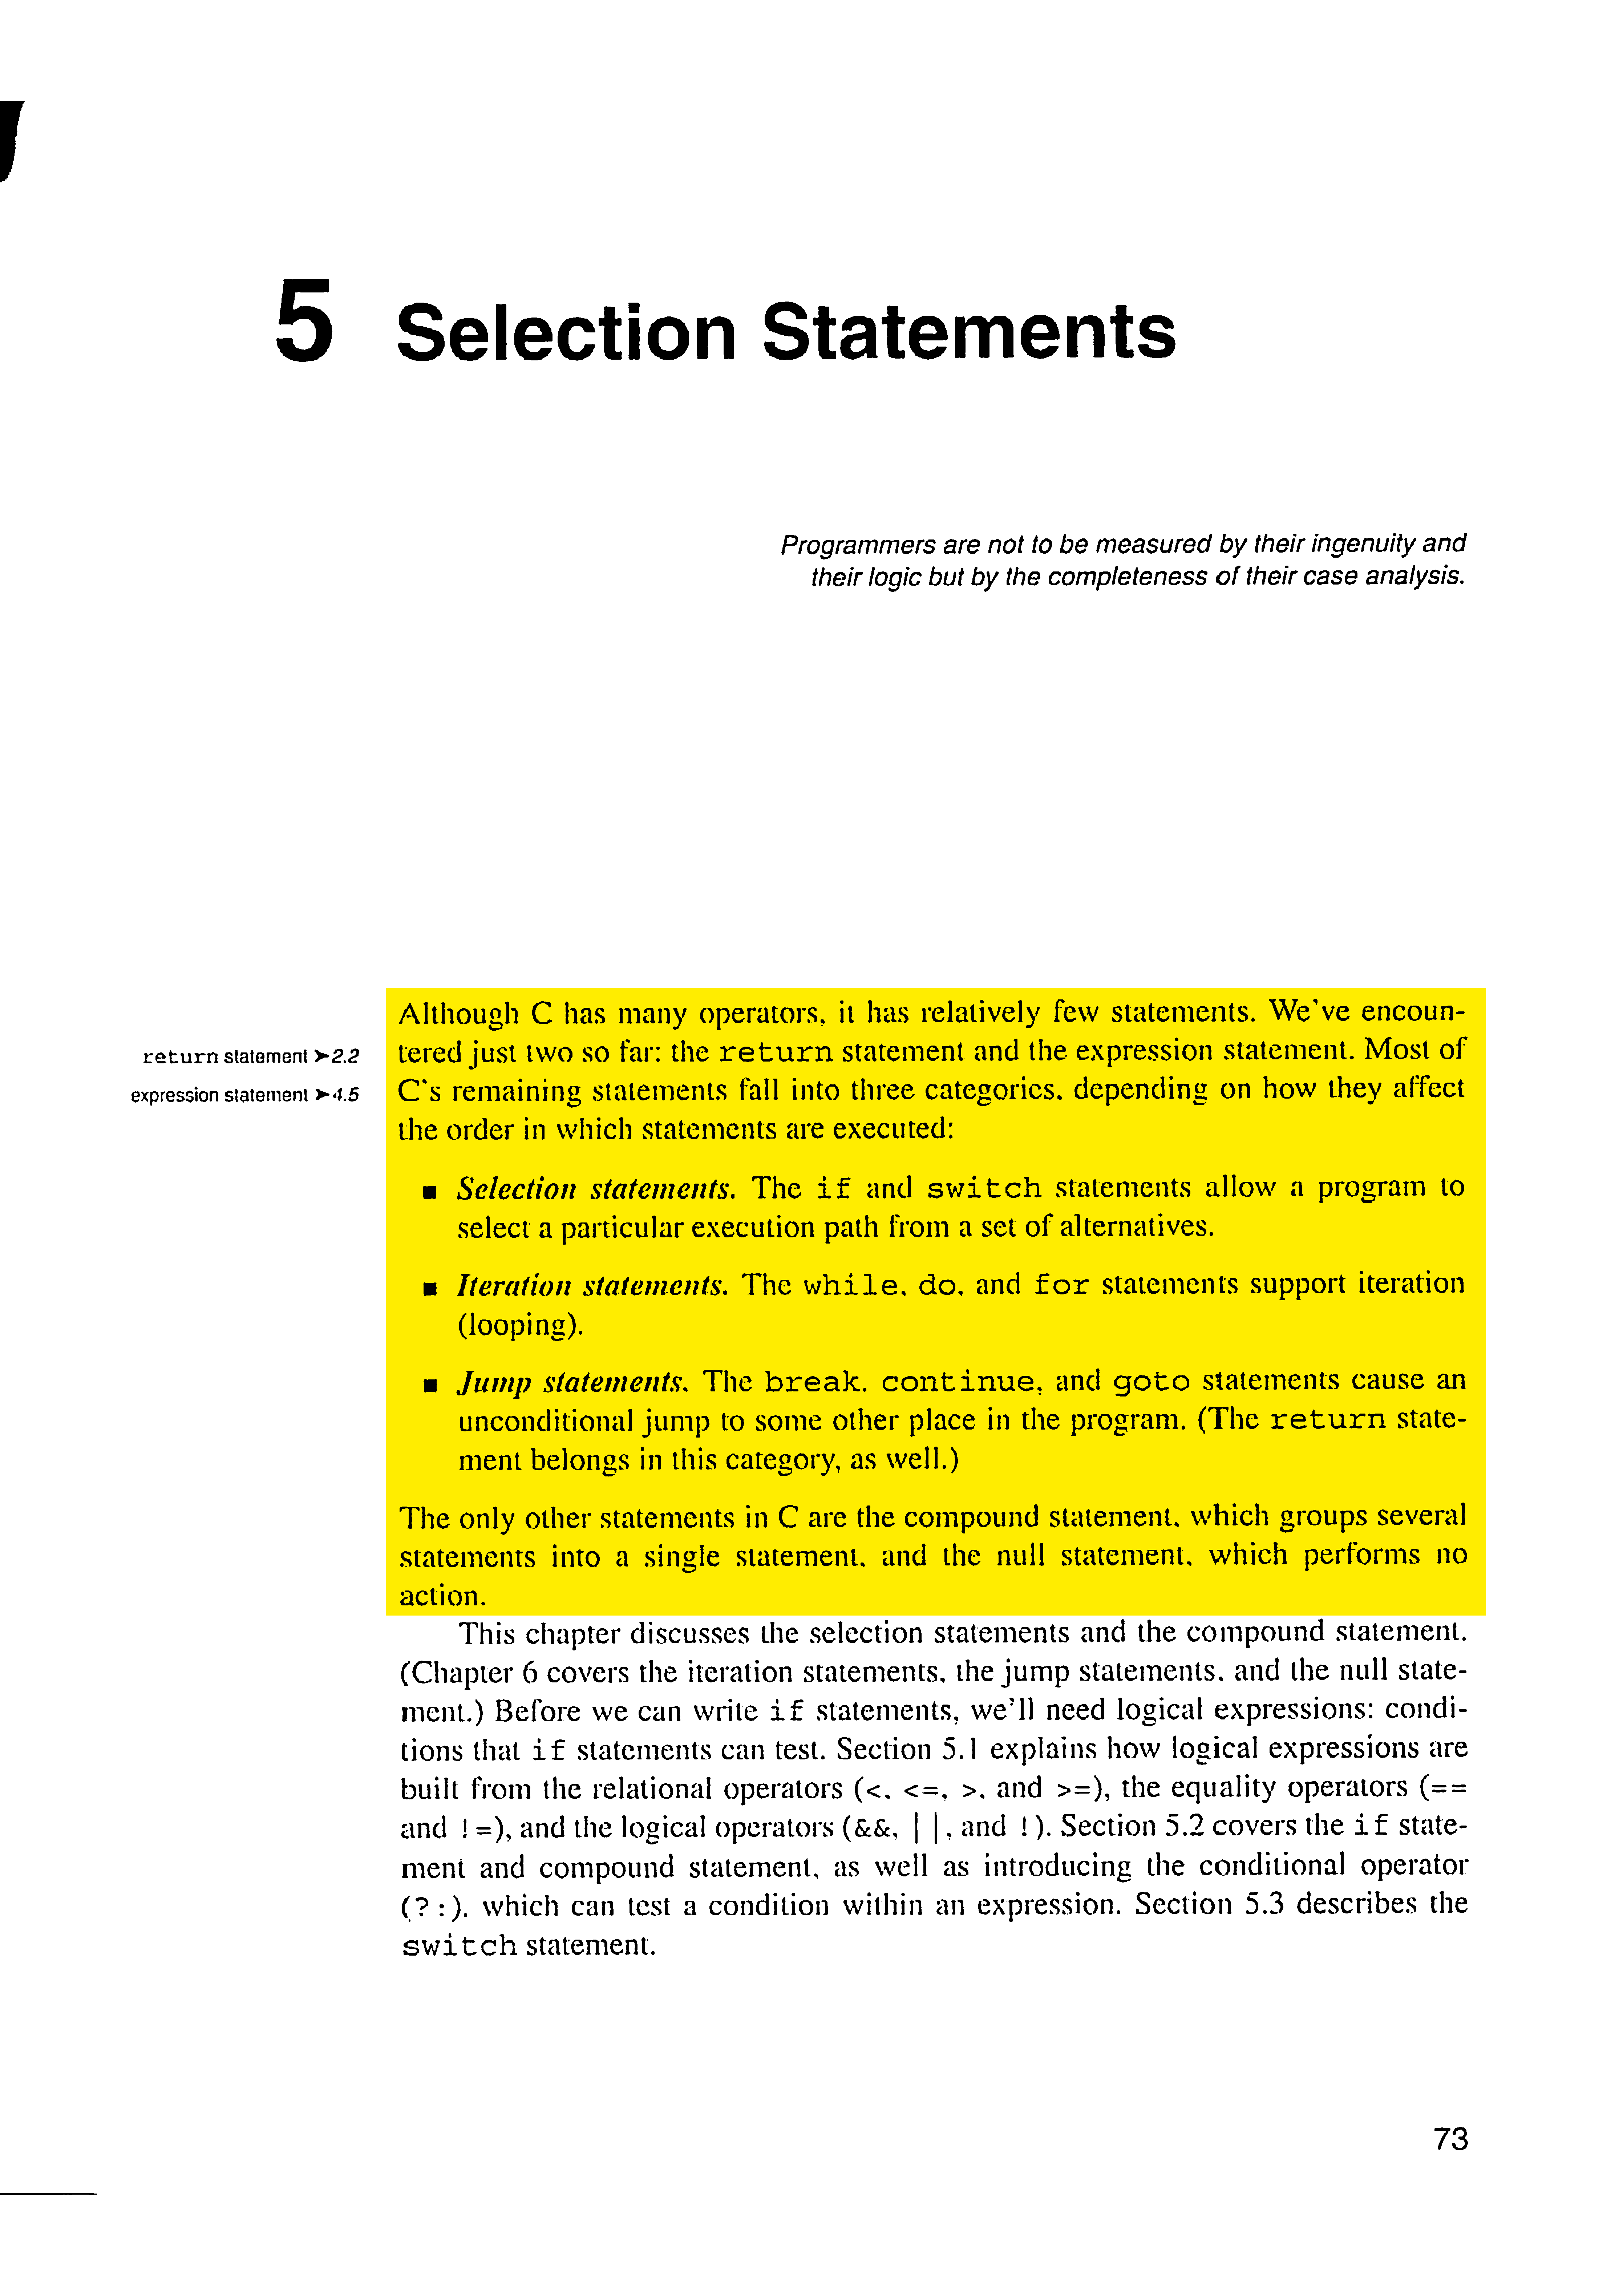 5 Selection Statements
Programmers are not to be measured by their ingenuity and
their logic but by the completeness of their case analysis.
Although C has many operators, it has relatively few statements. We've encoun-
return statement ➤2.2
tered just two so far: the return statement and the expression statement. Most of
expression statement ➤4.5
C's remaining statements fall into three categories, depending on how they affect
the order in which statements are executed:
■ Selection statements. The if and switch statements allow a program to
select a particular execution path from a set of alternatives.
■ Iteration statements. The while, do, and for statements support iteration
(looping).
■ Jump statements. The break, continue, and goto statements cause an
unconditional jump to some other place in the program. (The return state-
ment belongs in this category, as well.)
The only other statements in C are the compound statement, which groups several
statements into a single statement, and the null statement, which performs no
action.
This chapter discusses the selection statements and the compound statement.
(Chapter 6 covers the iteration statements, the jump statements, and the null state-
ment.) Before we can write if statements, we'll need logical expressions: condi-
tions that if statements can test. Section 5.1 explains how logical expressions are
built from the relational operators (<, <=, >, and >=), the equality operators (==
and !=), and the logical operators (&&, ||, and !). Section 5.2 covers the if state-
ment and compound statement, as well as introducing the conditional operator
(?:), which can test a condition within an expression. Section 5.3 describes the
switch statement.
73